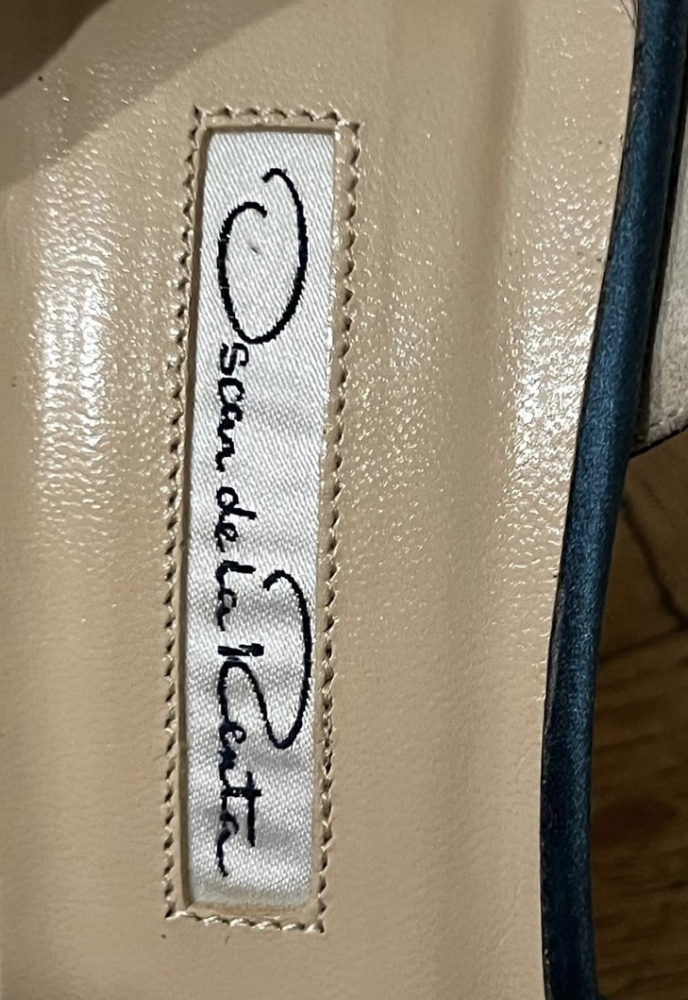 Oscar de la Renta